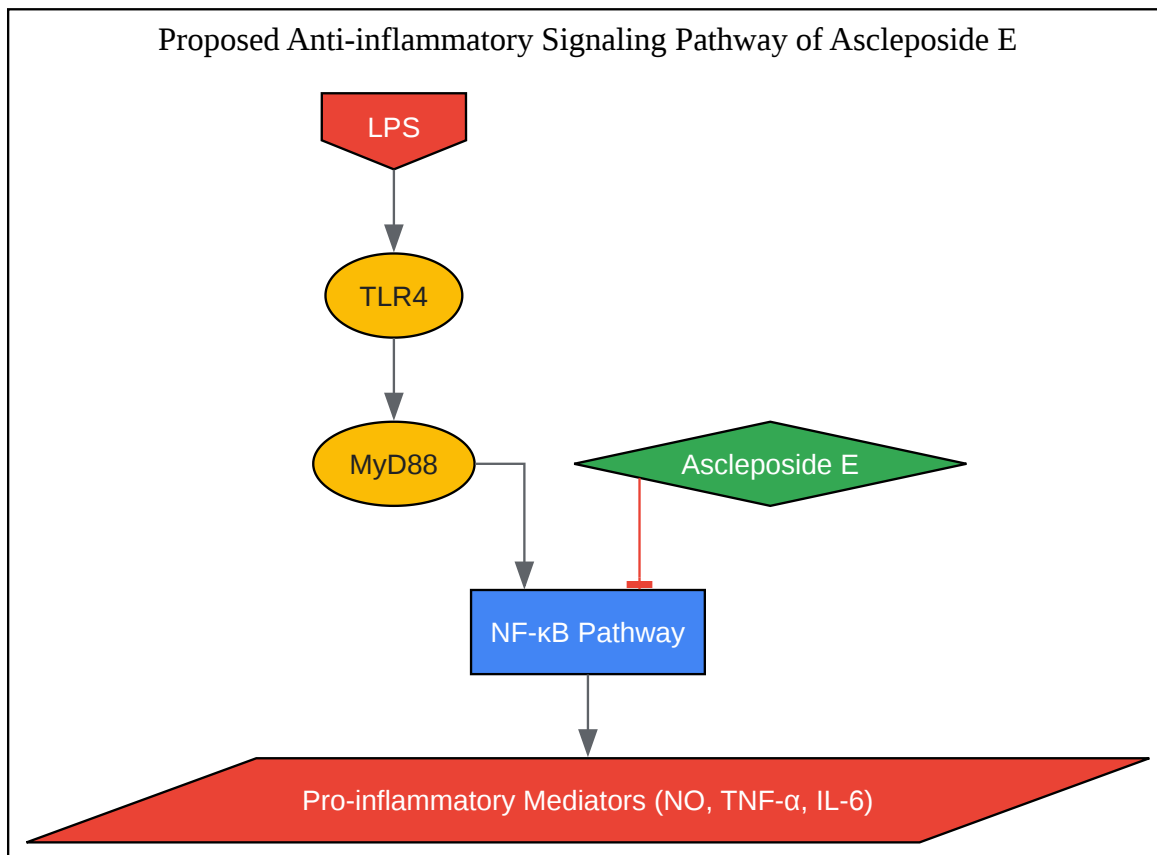 Proposed Anti-inflammatory Signaling Pathway of Ascleposide E
LPS
TLR4
MyD88
Ascleposide E
NF-κB Pathway
Pro-inflammatory Mediators (NO, TNF-α, IL-6)